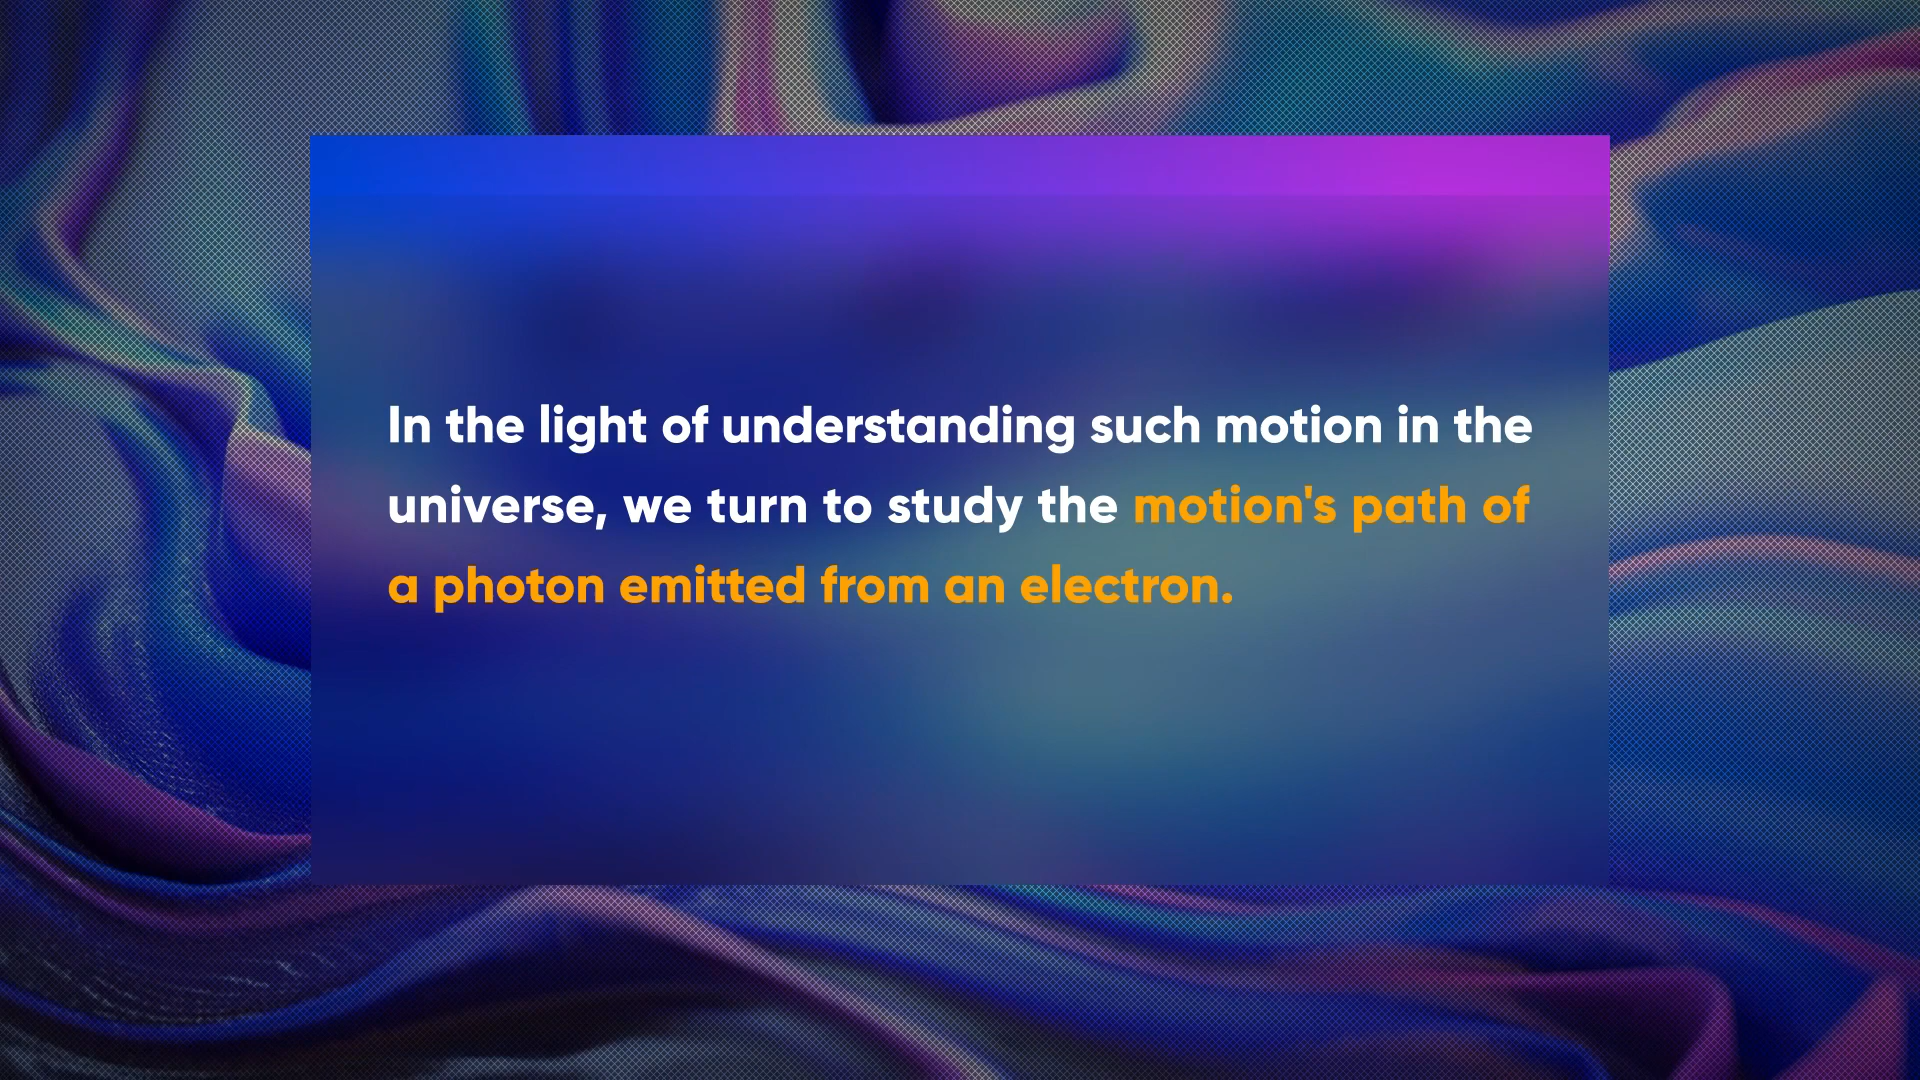 In the light of understanding such motion in the
universe, we turn to study the motion's path of
a photon emitted from an electron.